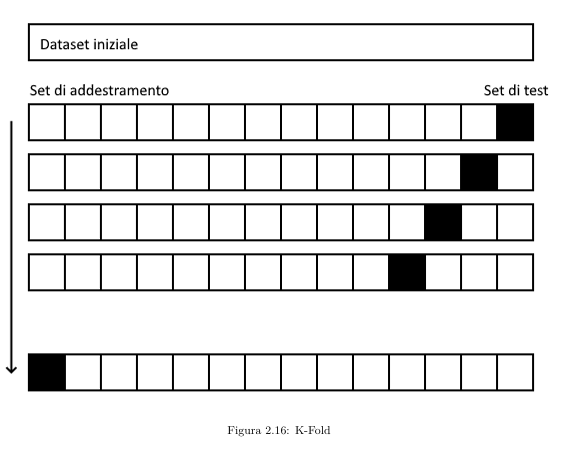 Dataset iniziale
Set di addestramento Set di test
Figura 2.16: K-Fold